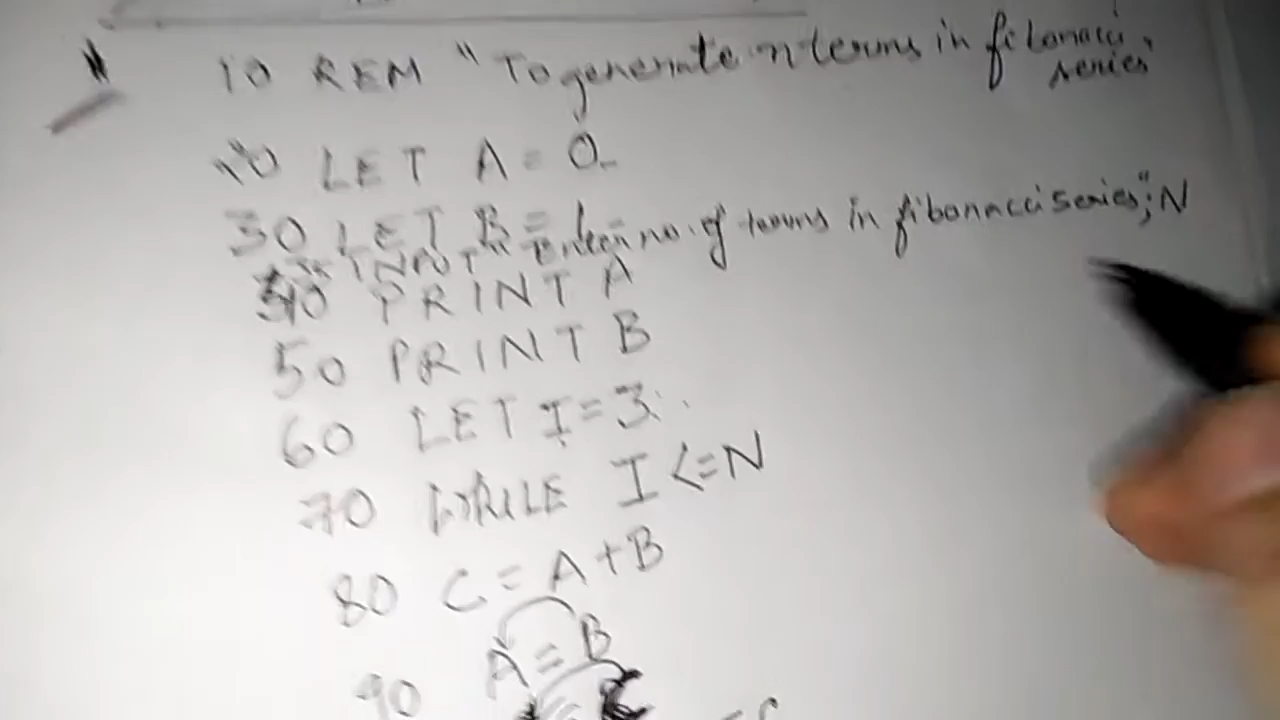 10 REM "To generate n terms in fibonacci
series"
20 LET A = 0
30 LET B = 1
35 INPUT "Enter no. of terms in fibonacci series"; N
40 PRINT A
50 PRINT B
60 LET I = 3
70 WHILE I <= N
80 C = A + B
90 A = B